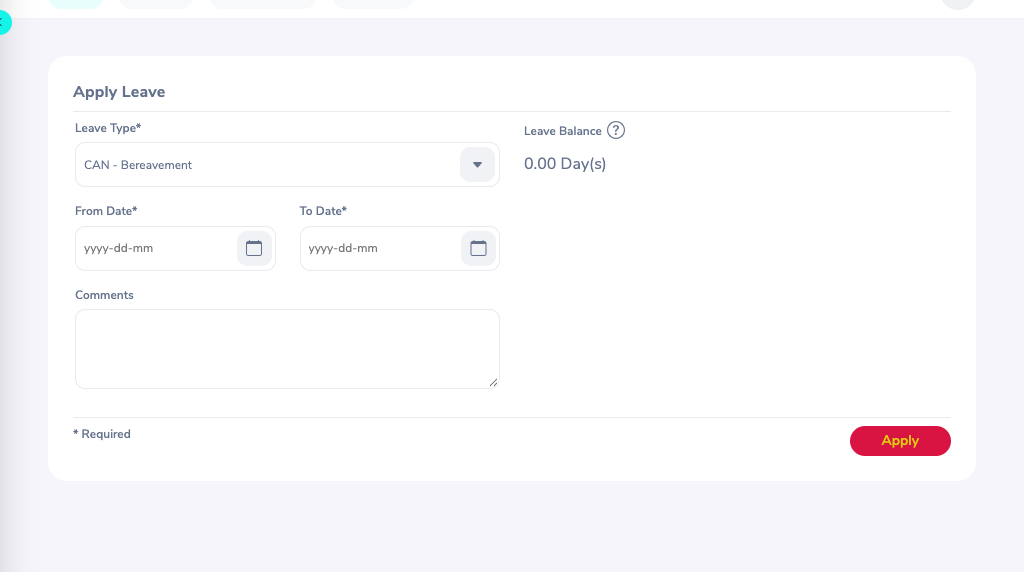 Apply Leave
Leave Type*
Leave Balance ?
CAN - Bereavement
0.00 Day(s)
From Date*
To Date*
yyyy-dd-mm
yyyy-dd-mm
Comments
* Required
Apply